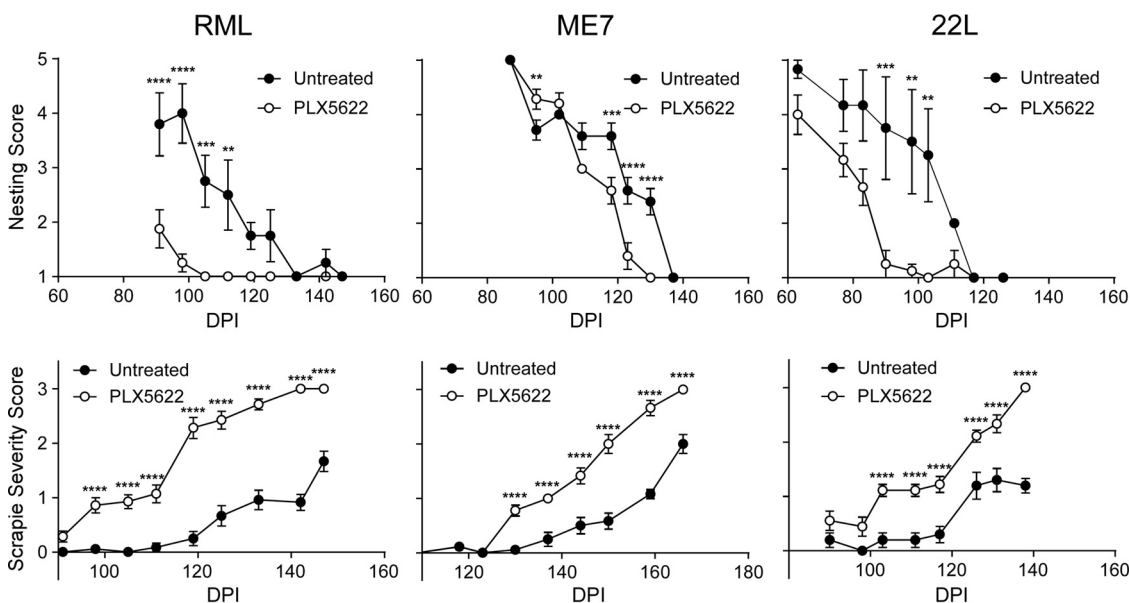 RML ME7 22L
Nesting Score
5
4
3
2
1
**** **** *** **
Untreated
PLX5622
60 80 100 120 140 160
DPI
** *** **** ****
Untreated
PLX5622
60 80 100 120 140 160
DPI
*** ** **
Untreated
PLX5622
60 80 100 120 140 160
DPI
Scrapie Severity Score
3
2
1
0
Untreated
PLX5622
**** **** **** **** **** **** **** ****
100 120 140 160
DPI
Untreated
PLX5622
**** **** **** **** **** ****
120 140 160 180
DPI
Untreated
PLX5622
**** **** **** **** **** ****
100 120 140 160
DPI